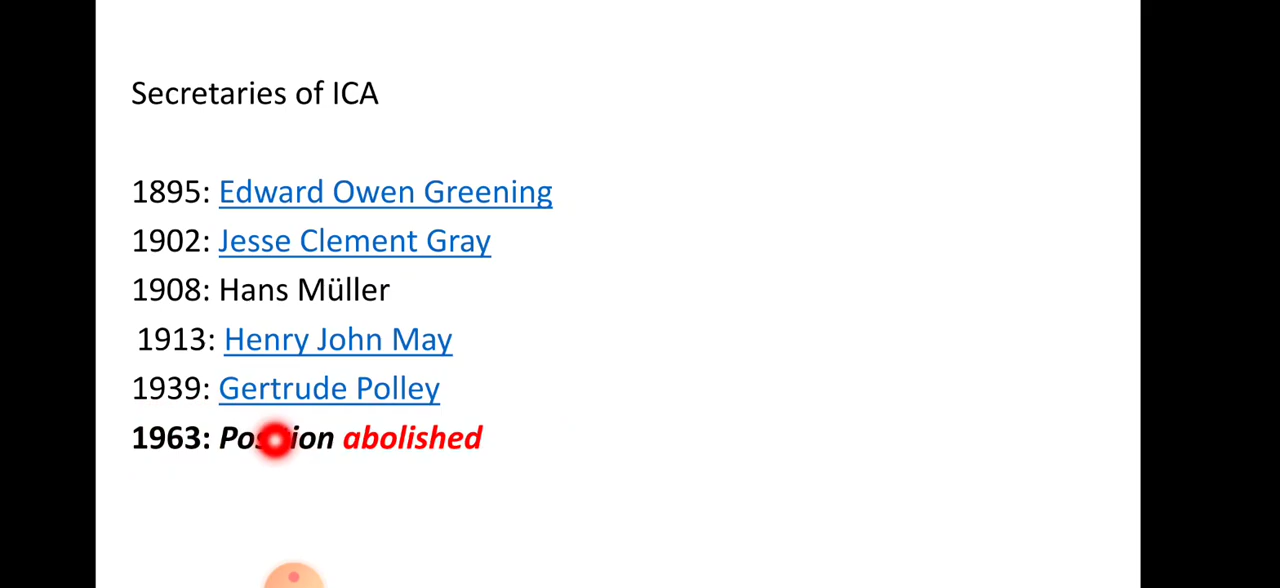 Secretaries of ICA
1895: Edward Owen Greening
1902: Jesse Clement Gray
1908: Hans Müller
1913: Henry John May
1939: Gertrude Polley
1963: Position abolished